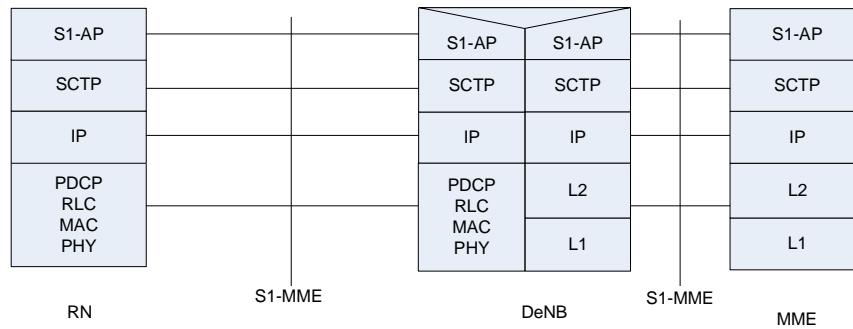 S1-AP
SCTP
IP
PDCP
RLC
MAC
PHY
RN
S1-MME
S1-AP S1-AP
SCTP SCTP
IP IP
PDCP
RLC
MAC
PHY
L2
L1
DeNB
S1-MME
S1-AP
SCTP
IP
L2
L1
MME